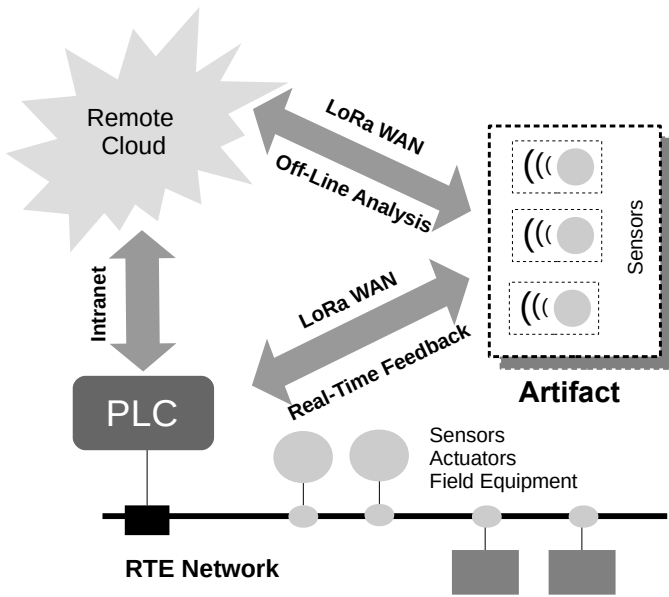 Remote
Cloud
LoRa WAN
Off-Line Analysis
Sensors
Intranet
LoRa WAN
Real-Time Feedback
Artifact
PLC
Sensors
Actuators
Field Equipment
RTE Network